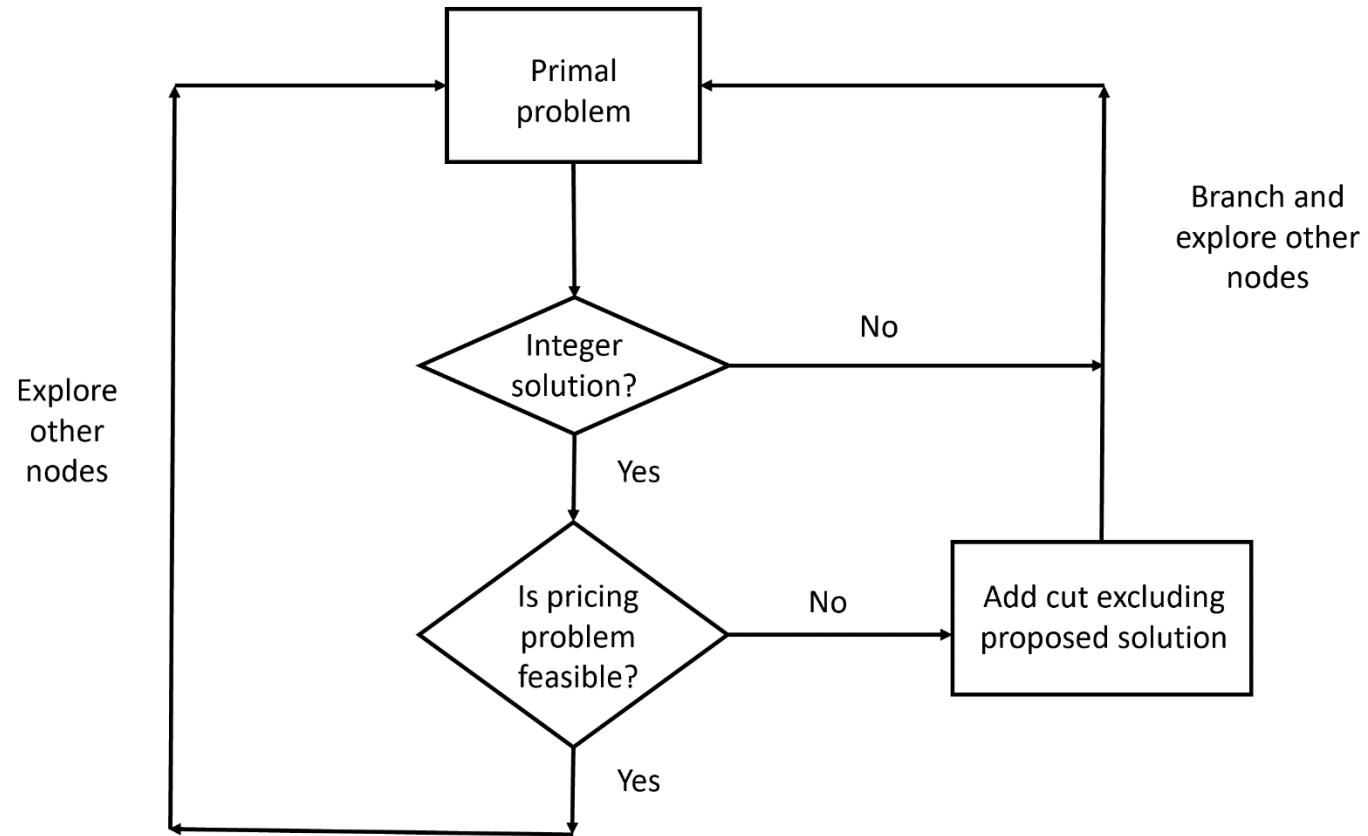 Primal
problem
Branch and
explore other
nodes
No
Integer
solution?
Explore
other
nodes
Yes
Is pricing
problem
feasible?
No
Add cut excluding
proposed solution
Yes